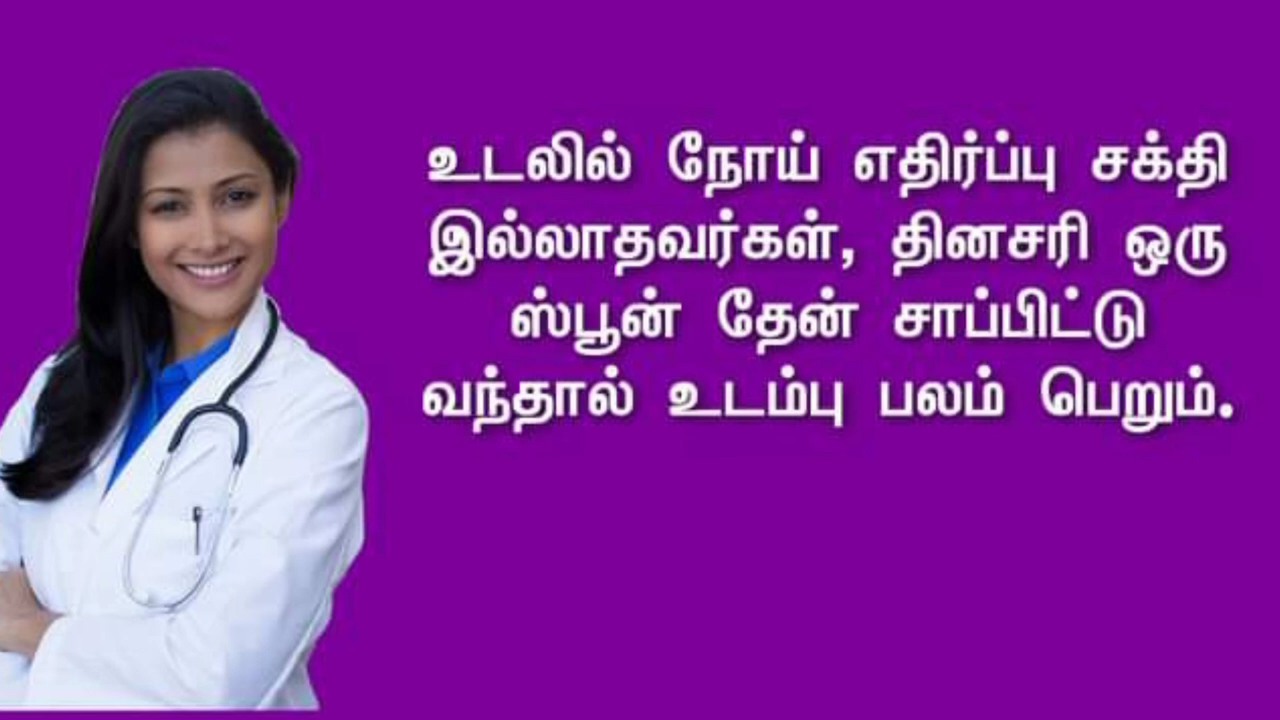 உடலில் நோய் எதிர்ப்பு சக்தி
இல்லாதவர்கள், தினசரி ஒரு
ஸ்பூன் தேன் சாப்பிட்டு
வந்தால் உடம்பு பலம் பெறும்.